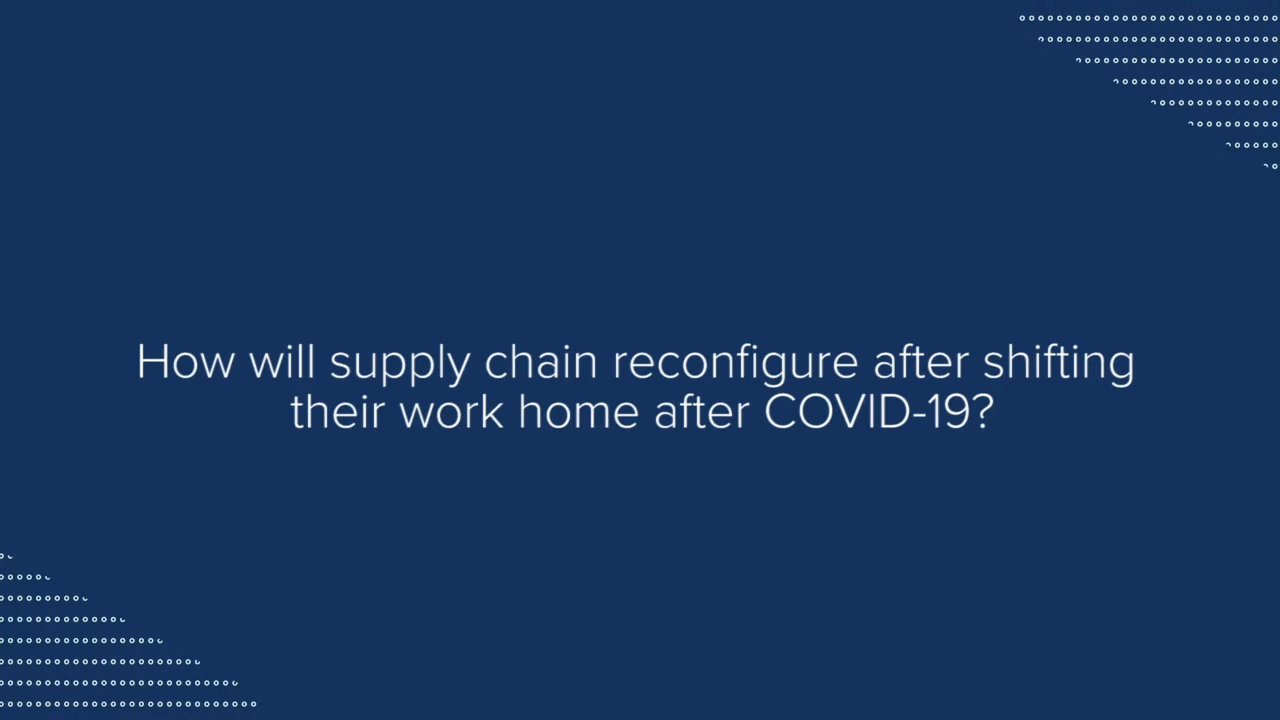 How will supply chain reconfigure after shifting
their work home after COVID-19?